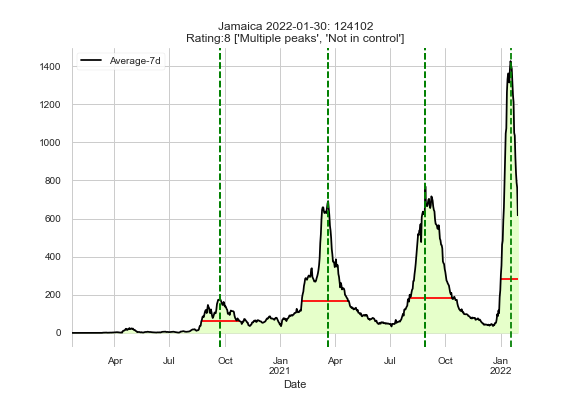 Jamaica 2022-01-30: 124102
Rating:8 ['Multiple peaks', 'Not in control']
Average-7d
1400
1200
1000
800
600
400
200
0
Apr Jul Oct Jan Apr Jul Oct Jan
2021 2022
Date